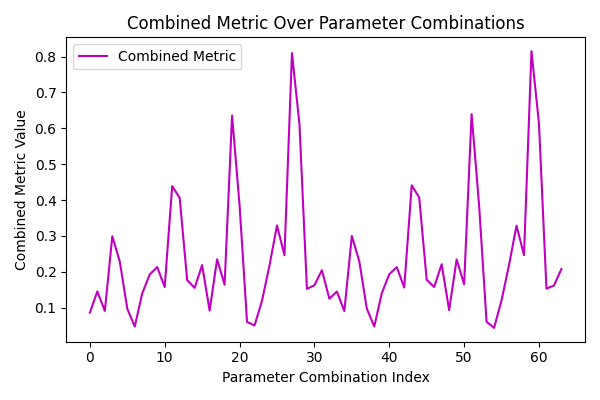 Combined Metric Over Parameter Combinations
Combined Metric
Combined Metric Value
0.8
0.7
0.6
0.5
0.4
0.3
0.2
0.1
0 10 20 30 40 50 60
Parameter Combination Index